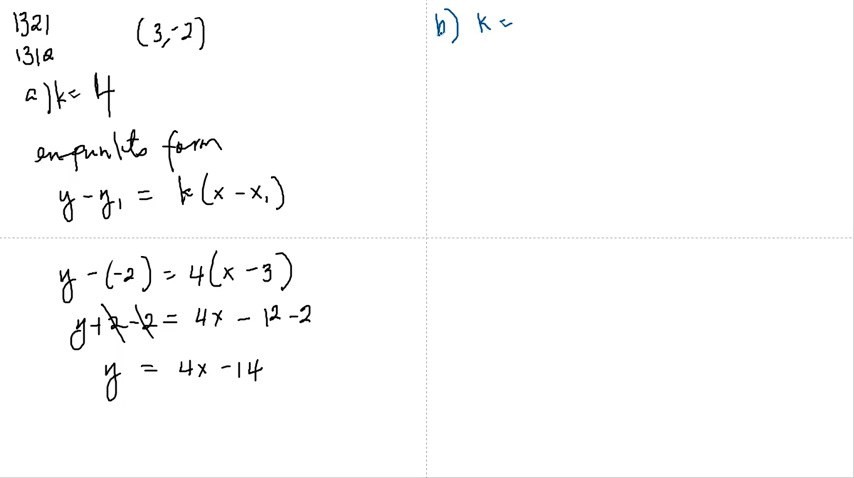 1321
(3,-2)
1312
a) k = 4
enpunkts form
y - y₁ = k(x - x₁)
y - (-2) = 4(x - 3)
y + 2 - 2 = 4x - 12 - 2
y = 4x - 14
b) k =